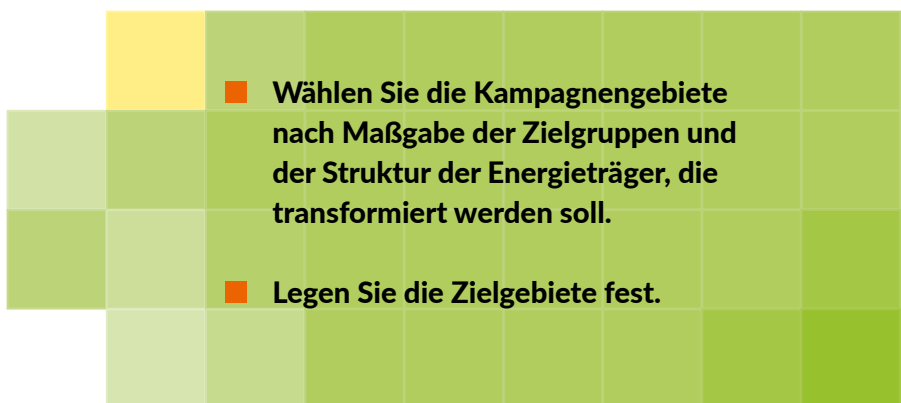 Wählen Sie die Kampagnengebiete
nach Maßgabe der Zielgruppen und
der Struktur der Energieträger, die
transformiert werden soll.
Legen Sie die Zielgebiete fest.